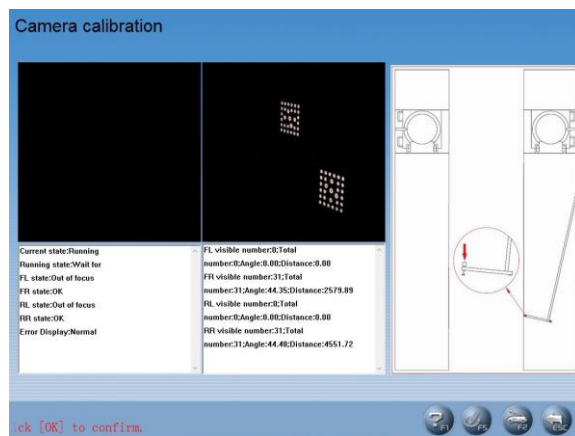 Camera calibration
Current state:Running
Running state:Wait for
FL state:Out of focus
FR state:OK
RL state:Out of focus
RR state:OK
Error Display:Normal
FL visible number:0;Total
number:0;Angle:0.00;Distance:0.00
FR visible number:31;Total
number:31;Angle:44.35;Distance:2579.89
RL visible number:0;Total
number:0;Angle:0.00;Distance:0.00
RR visible number:31;Total
number:31;Angle:44.40;Distance:4551.72
ck [OK] to confirm.
F1
F5
F2
ESC